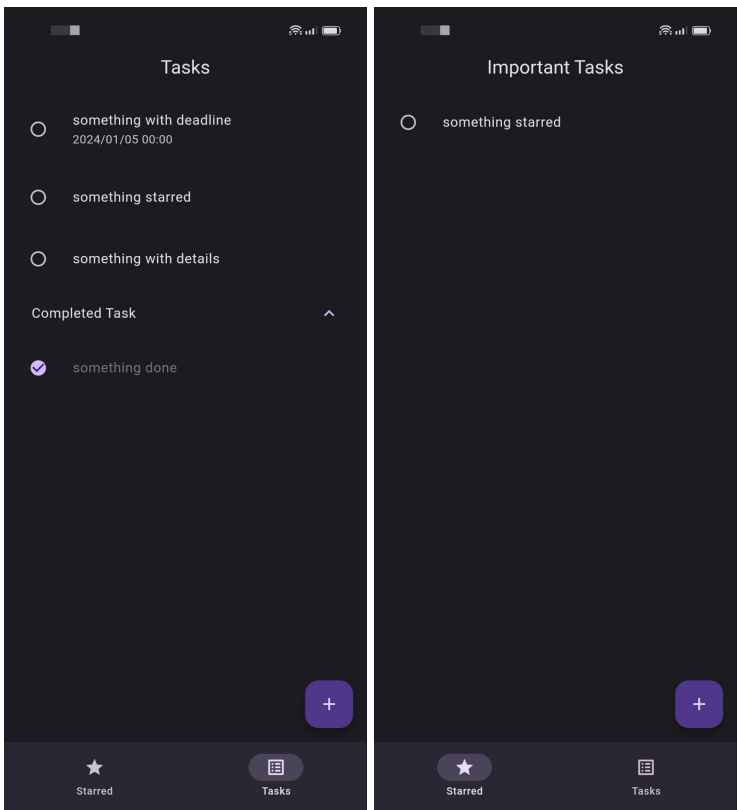 Tasks
something with deadline
2024/01/05 00:00
something starred
something with details
Completed Task
something done
Starred
Tasks
Important Tasks
something starred
Starred
Tasks